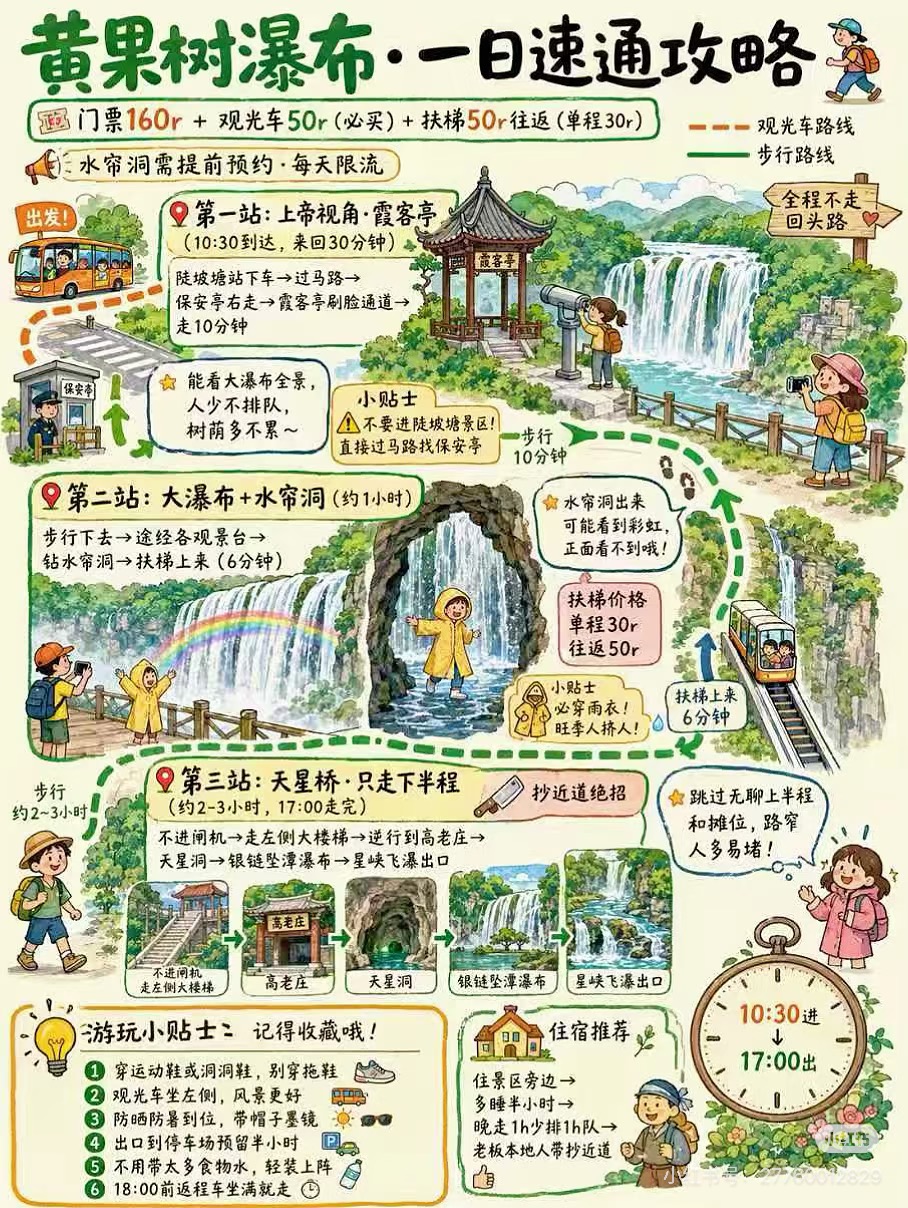 黄果树瀑布·一日速通攻略
门票160r + 观光车50r(必买) + 扶梯50r往返(单程30r)
观光车路线
步行路线
水帘洞需提前预约·每天限流
出发!
第一站:上帝视角·霞客亭
(10:30到达,来回30分钟)
陡坡塘站下车→过马路→
保安亭右走→霞客亭刷脸通道→
走10分钟
霞客亭
全程不走
回头路
保安亭
能看大瀑布全景,
人少不排队,
树荫多不累~
小贴士
不要进陡坡塘景区!
直接过马路找保安亭
步行
10分钟
第二站:大瀑布+水帘洞(约1小时)
步行下去→途经各观景台→
钻水帘洞→扶梯上来(6分钟)
水帘洞出来
可能看到彩虹,
正面看不到哦!
扶梯价格
单程30r
往返50r
小贴士
必穿雨衣!
旺季人挤人!
扶梯上来
6分钟
步行
约2-3小时
第三站:天星桥·只走下半程
(约2-3小时,17:00走完)
抄近道绝招
不进闸机→走左侧大楼梯→逆行到高老庄→
天星洞→银链坠潭瀑布→星峡飞瀑出口
跳过无聊上半程
和摊位,路窄
人多易堵!
不进闸机
走左侧大楼梯
高老庄
高老庄
天星洞
银链坠潭瀑布
星峡飞瀑出口
游玩小贴士: 记得收藏哦!
1 穿运动鞋或洞洞鞋,别穿拖鞋
2 观光车坐左侧,风景更好
3 防晒防暑到位,带帽子墨镜
4 出口到停车场预留半小时
P
5 不用带太多食物水,轻装上阵
6 18:00前返程车坐满就走
住宿推荐
住景区旁边→
多睡半小时→
晚走1h少排1h队→
老板本地人带抄近道
10:30进
↓
17:00出
小红书号